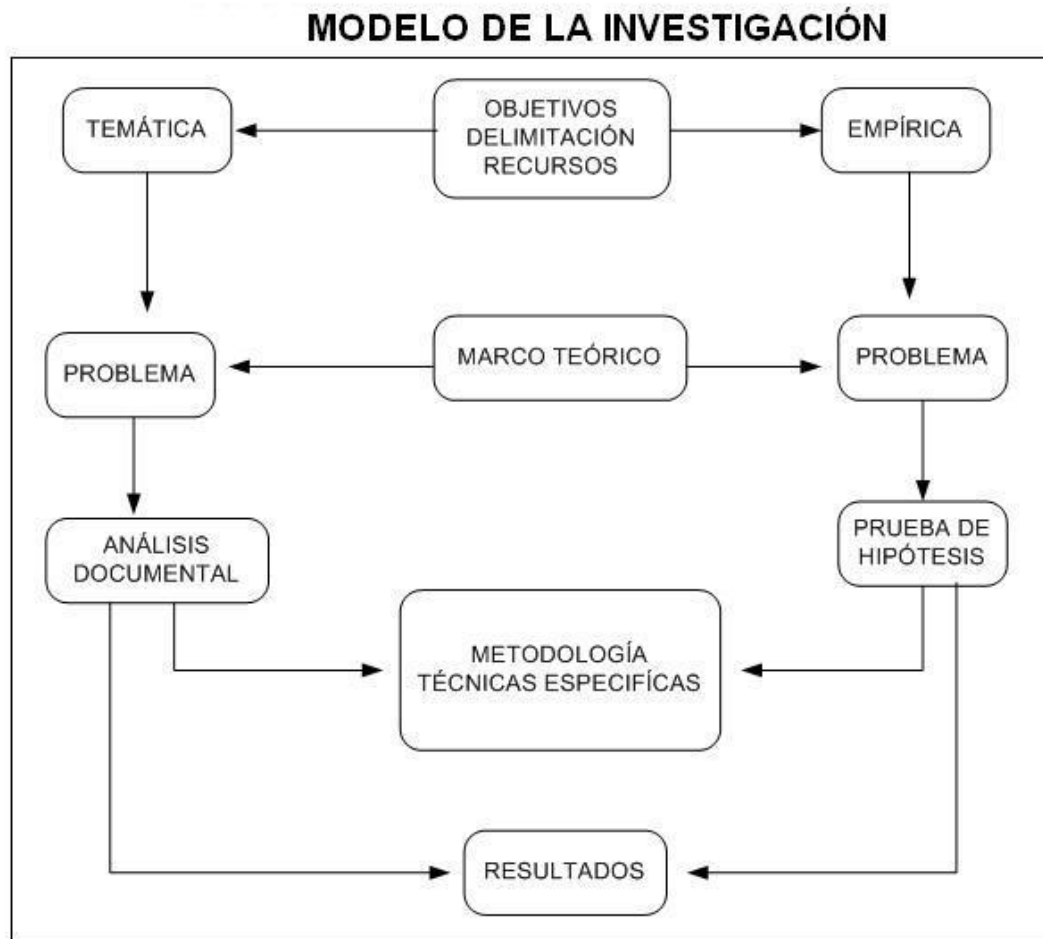 MODELO DE LA INVESTIGACIÓN
TEMÁTICA
OBJETIVOS
DELIMITACIÓN
RECURSOS
EMPÍRICA
PROBLEMA
MARCO TEÓRICO
PROBLEMA
ANÁLISIS
DOCUMENTAL
PRUEBA DE
HIPÓTESIS
METODOLOGÍA
TÉCNICAS ESPECIFÍCAS
RESULTADOS